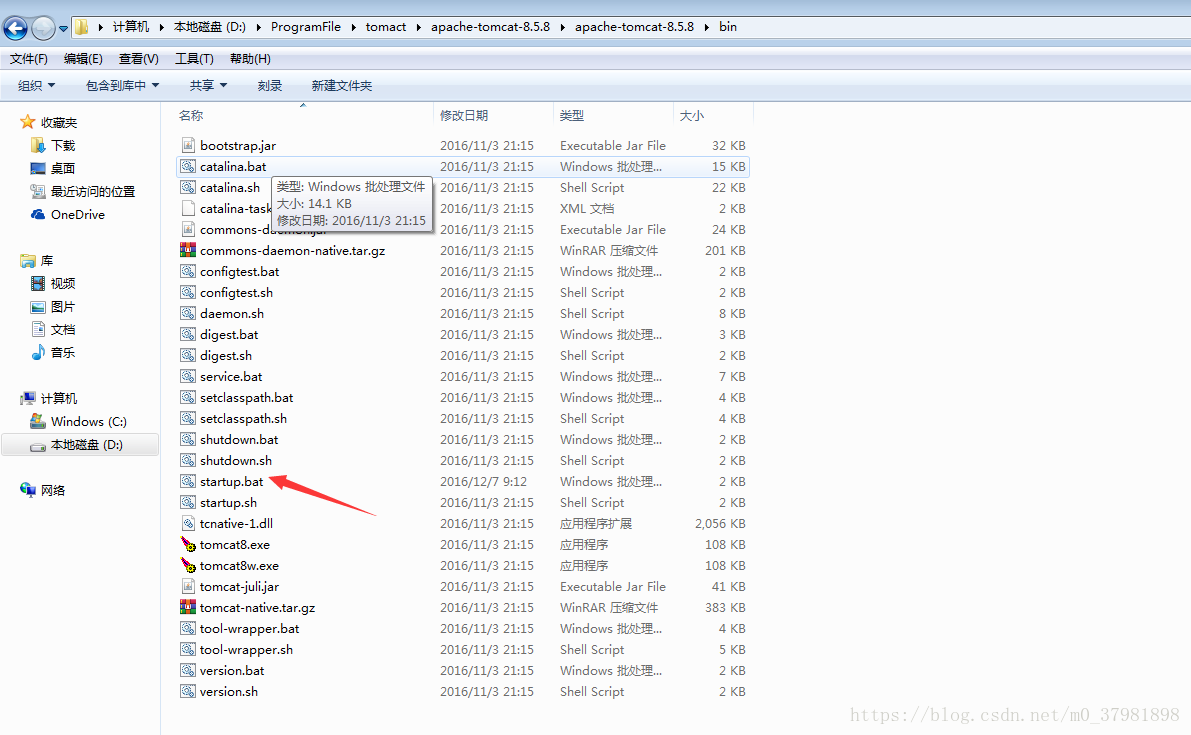 计算机 本地磁盘 (D:) ProgramFile tomact apache-tomcat-8.5.8 apache-tomcat-8.5.8 bin
文件(F) 编辑(E) 查看(V) 工具(T) 帮助(H)
组织 包含到库中 共享 刻录 新建文件夹
收藏夹
下载
桌面
最近访问的位置
OneDrive
库
视频
图片
文档
音乐
计算机
Windows (C:)
本地磁盘 (D:)
网络
名称 修改日期 类型 大小
bootstrap.jar 2016/11/3 21:15 Executable Jar File 32 KB
catalina.bat 2016/11/3 21:15 Windows 批处理... 15 KB
catalina.sh 2016/11/3 21:15 Shell Script 22 KB
catalina-task 2016/11/3 21:15 XML 文档 2 KB
commons-daemon.jar 2016/11/3 21:15 Executable Jar File 24 KB
类型: Windows 批处理文件
大小: 14.1 KB
修改日期: 2016/11/3 21:15
commons-daemon-native.tar.gz 2016/11/3 21:15 WinRAR 压缩文件 201 KB
configtest.bat 2016/11/3 21:15 Windows 批处理... 2 KB
configtest.sh 2016/11/3 21:15 Shell Script 2 KB
daemon.sh 2016/11/3 21:15 Shell Script 8 KB
digest.bat 2016/11/3 21:15 Windows 批处理... 3 KB
digest.sh 2016/11/3 21:15 Shell Script 2 KB
service.bat 2016/11/3 21:15 Windows 批处理... 7 KB
setclasspath.bat 2016/11/3 21:15 Windows 批处理... 4 KB
setclasspath.sh 2016/11/3 21:15 Shell Script 4 KB
shutdown.bat 2016/11/3 21:15 Windows 批处理... 2 KB
shutdown.sh 2016/11/3 21:15 Shell Script 2 KB
startup.bat 2016/12/7 9:12 Windows 批处理... 2 KB
startup.sh 2016/11/3 21:15 Shell Script 2 KB
tcnative-1.dll 2016/11/3 21:15 应用程序扩展 2,056 KB
tomcat8.exe 2016/11/3 21:15 应用程序 108 KB
tomcat8w.exe 2016/11/3 21:15 应用程序 108 KB
tomcat-juli.jar 2016/11/3 21:15 Executable Jar File 41 KB
tomcat-native.tar.gz 2016/11/3 21:15 WinRAR 压缩文件 383 KB
tool-wrapper.bat 2016/11/3 21:15 Windows 批处理... 4 KB
tool-wrapper.sh 2016/11/3 21:15 Shell Script 5 KB
version.bat 2016/11/3 21:15 Windows 批处理... 2 KB
version.sh 2016/11/3 21:15 Shell Script 2 KB
https://blog.csdn.net/m0_37981898